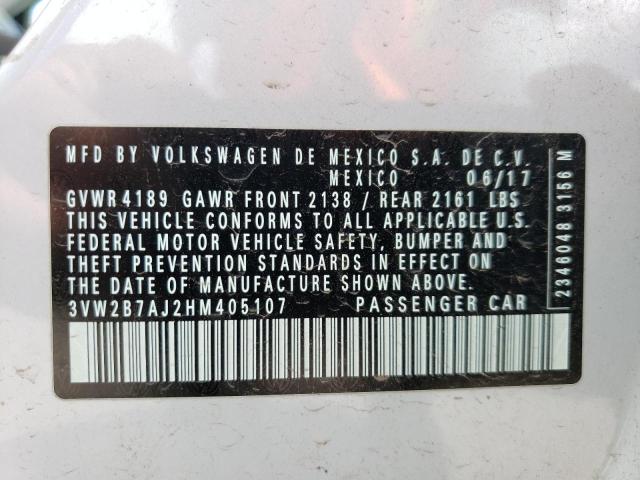 MFD BY VOLKSWAGEN DE MEXICO S.A. DE C.V.
MEXICO 06/17
GVWR 4189 GAWR FRONT 2138 / REAR 2161 LBS
THIS VEHICLE CONFORMS TO ALL APPLICABLE U.S.
FEDERAL MOTOR VEHICLE SAFETY, BUMPER AND
THEFT PREVENTION STANDARDS IN EFFECT ON
THE DATE OF MANUFACTURE SHOWN ABOVE.
3VW2B7AJ2HM405107 PASSENGER CAR
2346048 3156 M